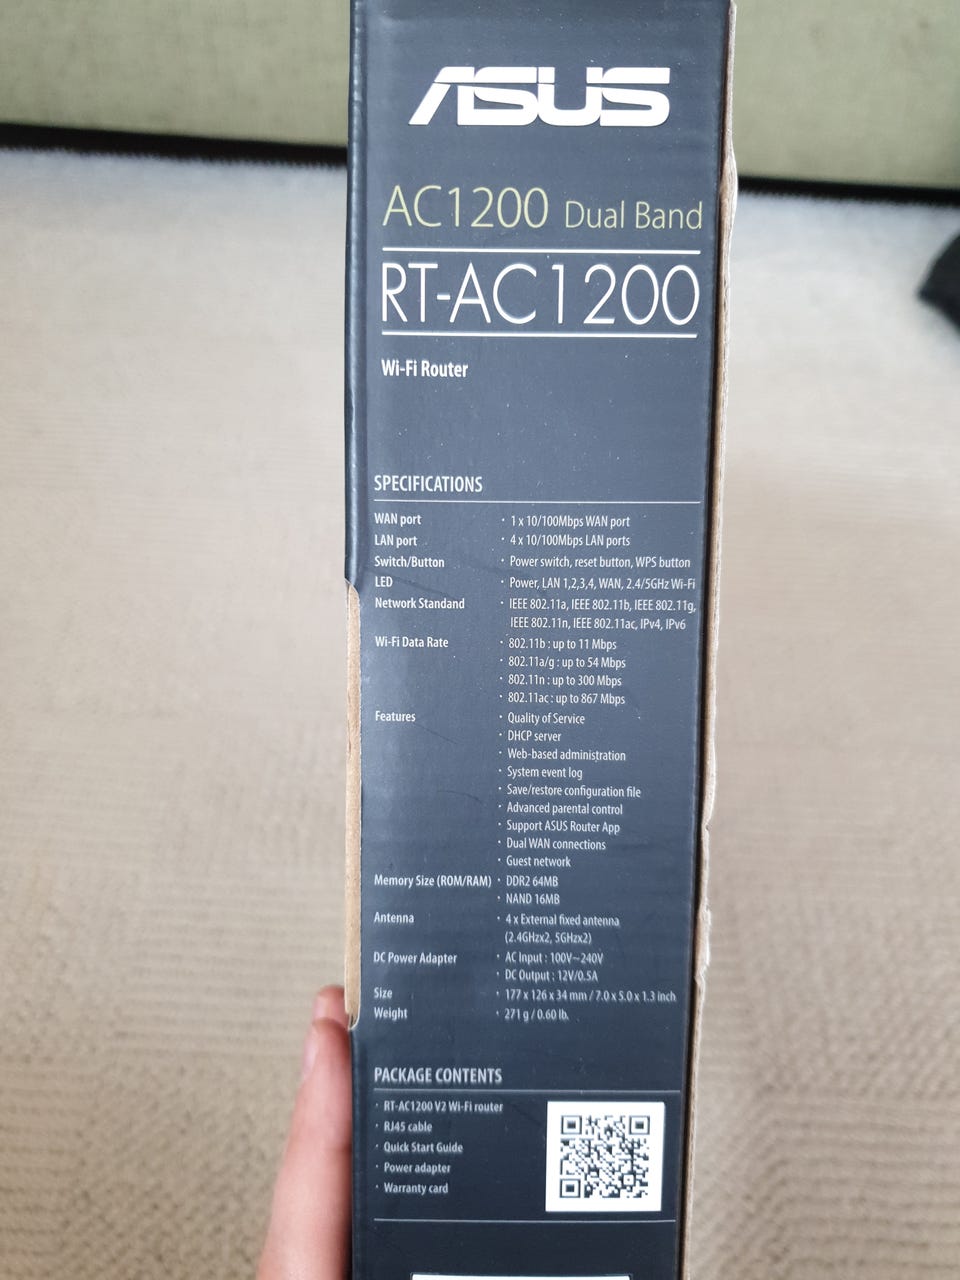 ASUS
AC1200 Dual Band
RT-AC1200
Wi-Fi Router
SPECIFICATIONS
WAN port · 1 x 10/100Mbps WAN port
LAN port · 4 x 10/100Mbps LAN ports
Switch/Button · Power switch, reset button, WPS button
LED · Power, LAN 1,2,3,4, WAN, 2.4/5GHz Wi-Fi
Network Standard · IEEE 802.11a, IEEE 802.11b, IEEE 802.11g,
IEEE 802.11n, IEEE 802.11ac, IPv4, IPv6
Wi-Fi Data Rate · 802.11b : up to 11 Mbps
· 802.11a/g : up to 54 Mbps
· 802.11n : up to 300 Mbps
· 802.11ac : up to 867 Mbps
Features · Quality of Service
· DHCP server
· Web-based administration
· System event log
· Save/restore configuration file
· Advanced parental control
· Support ASUS Router App
· Dual WAN connections
· Guest network
Memory Size (ROM/RAM) · DDR2 64MB
· NAND 16MB
Antenna · 4 x External fixed antenna
(2.4GHzx2, 5GHzx2)
DC Power Adapter · AC Input : 100V~240V
· DC Output : 12V/0.5A
Size · 177 x 126 x 34 mm / 7.0 x 5.0 x 1.3 inch
Weight · 271 g / 0.60 lb.
PACKAGE CONTENTS
· RT-AC1200 V2 Wi-Fi router
· RJ45 cable
· Quick Start Guide
· Power adapter
· Warranty card